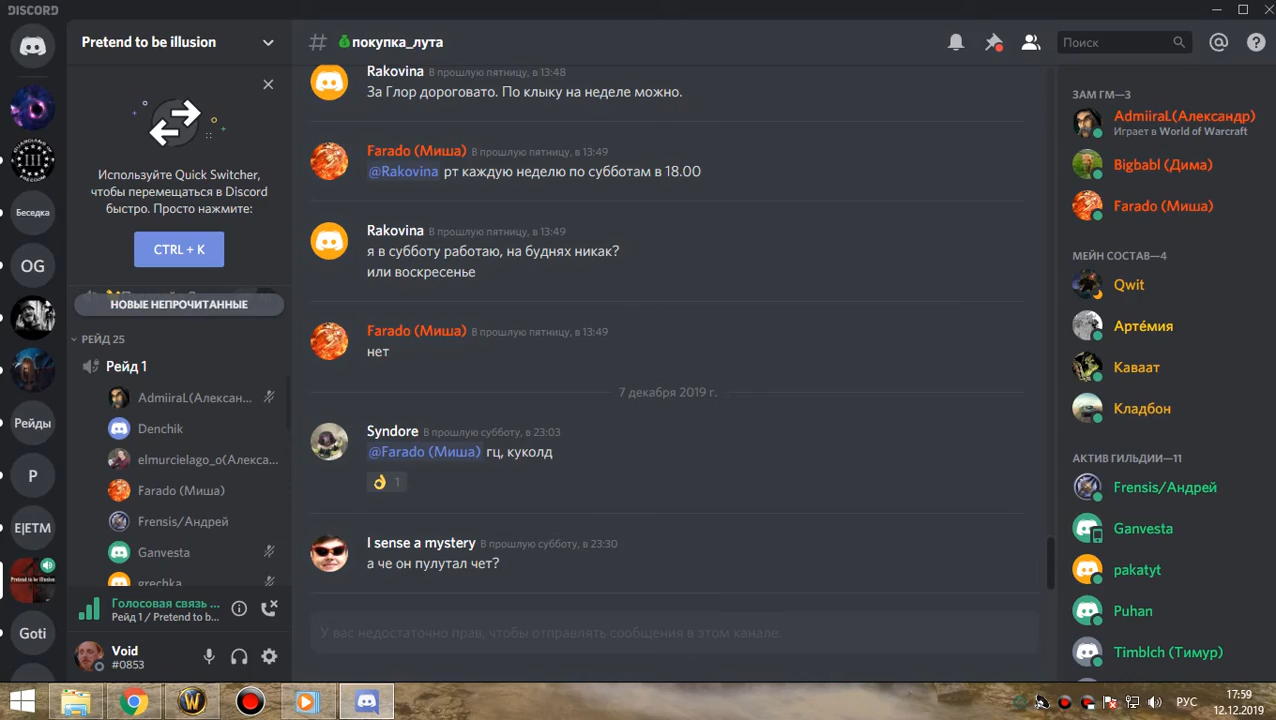 DISCORD
Pretend to be illusion
Используйте Quick Switcher,
чтобы перемещаться в Discord
быстро. Просто нажмите:
CTRL + K
НОВЫЕ НЕПРОЧИТАННЫЕ
РЕЙД 25
Рейд 1
AdmiiraL(Алексан...
Denchik
elmurcielago_o(Алекса...
Farado (Миша)
Frensis/Андрей
Ganvesta
grechka
Голосовая связь ...
Рейд 1 / Pretend to b...
Void
#0853
Беседка
OG
Рейды
P
E|ETM
Pretend to be illusion
Goti
# покупка_лута
Поиск
Rakovina В прошлую пятницу, в 13:48
За Глор дороговато. По клыку на неделе можно.
Farado (Миша) В прошлую пятницу, в 13:49
@Rakovina рт каждую неделю по субботам в 18.00
Rakovina В прошлую пятницу, в 13:49
я в субботу работаю, на буднях никак?
или воскресенье
Farado (Миша) В прошлую пятницу, в 13:49
нет
7 декабря 2019 г.
Syndore В прошлую субботу, в 23:03
@Farado (Миша) гц, куколд
👌 1
I sense a mystery В прошлую субботу, в 23:30
а че он пулутал чет?
У вас недостаточно прав, чтобы отправлять сообщения в этом канале.
ЗАМ ГМ—3
AdmiiraL(Александр)
Играет в World of Warcraft
Bigbabl (Дима)
Farado (Миша)
МЕЙН СОСТАВ—4
Qwit
Артéмия
Каваат
Кладбон
АКТИВ ГИЛЬДИИ—11
Frensis/Андрей
Ganvesta
pakatyt
Puhan
Timblch (Тимур)
РУС
17:59
12.12.2019